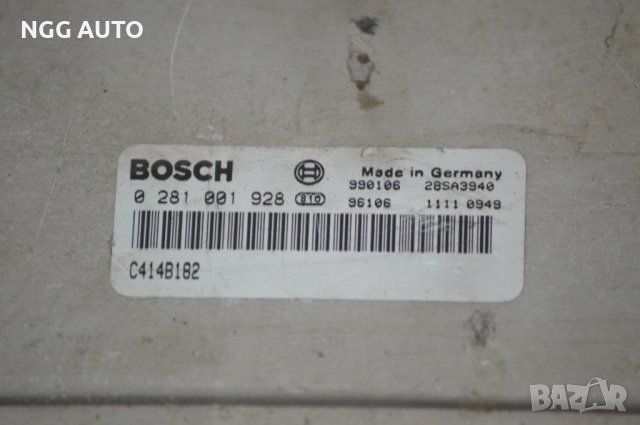 NGG AUTO
BOSCH Made in Germany
0 281 001 928 990106 28SA3940
96106 1111 0949
C414B182
BAZAR